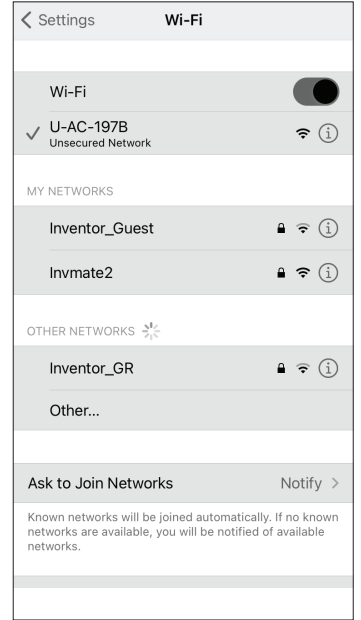 Settings Wi-Fi
Wi-Fi
U-AC-197B
Unsecured Network
MY NETWORKS
Inventor_Guest
Invmate2
OTHER NETWORKS
Inventor_GR
Other...
Ask to Join Networks Notify
Known networks will be joined automatically. If no known
networks are available, you will be notified of available
networks.